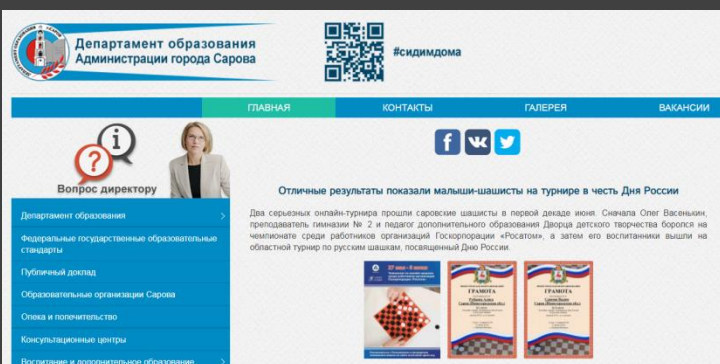 Департамент образования
Администрации города Сарова
#сидимдома
ГЛАВНАЯ
КОНТАКТЫ
ГАЛЕРЕЯ
ВАКАНСИИ
Вопрос директору
Отличные результаты показали малыши-шашисты на турнире в честь Дня России
Департамент образования
Федеральные государственные образовательные
стандарты
Публичный доклад
Образовательные организации Сарова
Опека и попечительство
Консультационные центры
Воспитание и дополнительное образование
Два серьезных онлайн-турнира прошли саровские шашисты в первой декаде июня. Сначала Олег Васенькин,
преподаватель гимназии № 2 и педагог дополнительного образования Дворца детского творчества боролся на
чемпионате среди работников организаций Госкорпорации «Росатом», а затем его воспитанники вышли на
областной турнир по русским шашкам, посвященный Дню России.
ГРАМОТА
ГРАМОТА